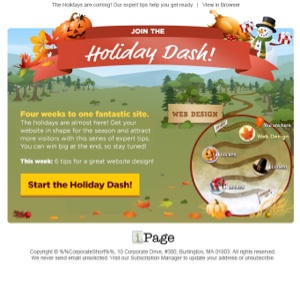 The Holidays are coming! Our expert tips help you get ready. | View in Browser
JOIN THE
Holiday Dash!
Four weeks to one fantastic site.
The holidays are almost here! Get your
website in shape for the season and attract
more visitors with this series of expert tips.
You can win big at the end, so stay tuned!
This week: 6 tips for a great website design!
Start the Holiday Dash!
WEB DESIGN
You are here
Web Design
iPage
Copyright © %%CorporateShort%%, 10 Corporate Drive, #300, Burlington, MA 01803. All rights reserved.
We never send email unsolicited. Visit our Subscription Manager to update your address or unsubscribe.